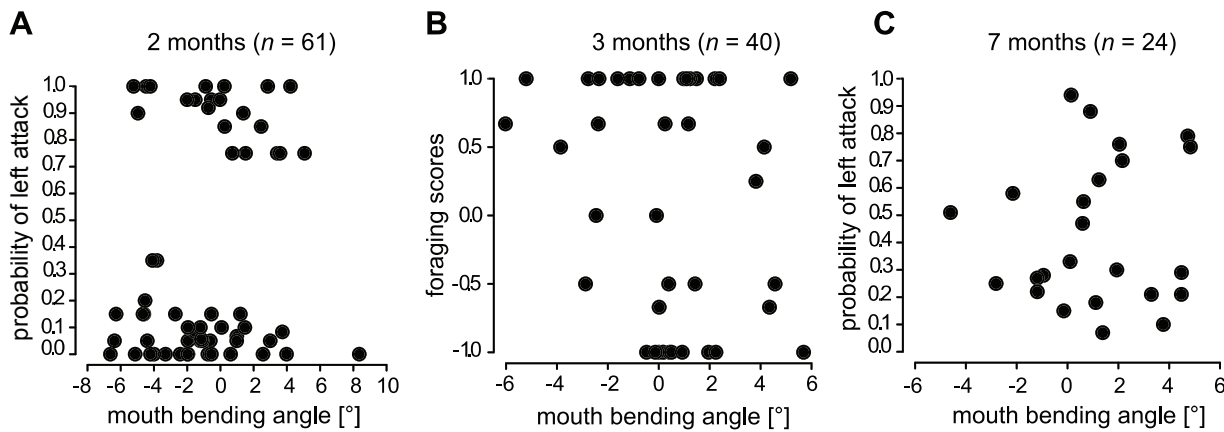 A
2 months (n = 61)
probability of left attack
1.0
0.9
0.8
0.7
0.6
0.5
0.4
0.3
0.2
0.1
0.0
-8 -6 -4 -2 0 2 4 6 8 10
mouth bending angle [°]
B
3 months (n = 40)
foraging scores
1.0
0.5
0.0
-0.5
-1.0
-6 -4 -2 0 2 4 6
mouth bending angle [°]
C
7 months (n = 24)
probability of left attack
1.0
0.9
0.8
0.7
0.6
0.5
0.4
0.3
0.2
0.1
0.0
-6 -4 -2 0 2 4 6
mouth bending angle [°]